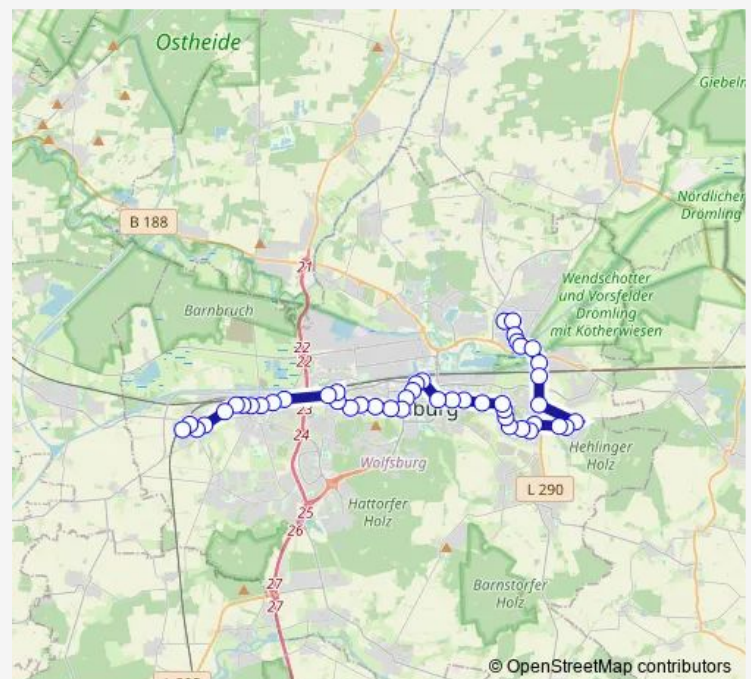 Ostheide
Giebeln
B 188
Nördlicher
Drömling
21
Wendschotter
und Vorsfelder
Drömling
mit Kötherwiesen
Barnbruch
22
22
23
burg
24
Hehlinger
Holz
Wolfsburg
L 290
25
Hattorfer
Holz
26
27
27
Barnstorfer
Holz
© OpenStreetMap contributors